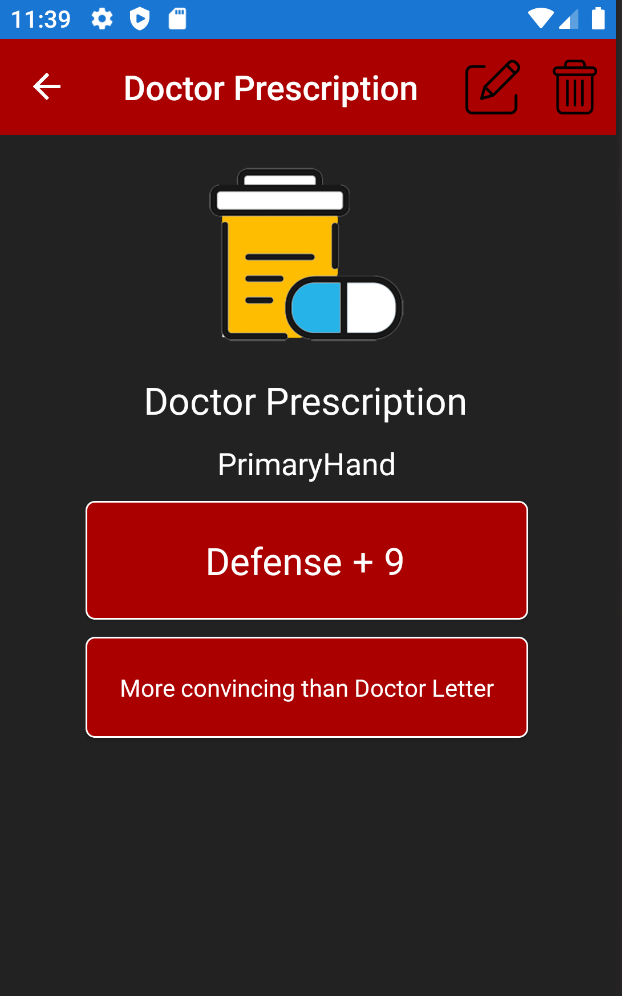 11:39
Doctor Prescription
Doctor Prescription
PrimaryHand
Defense + 9
More convincing than Doctor Letter